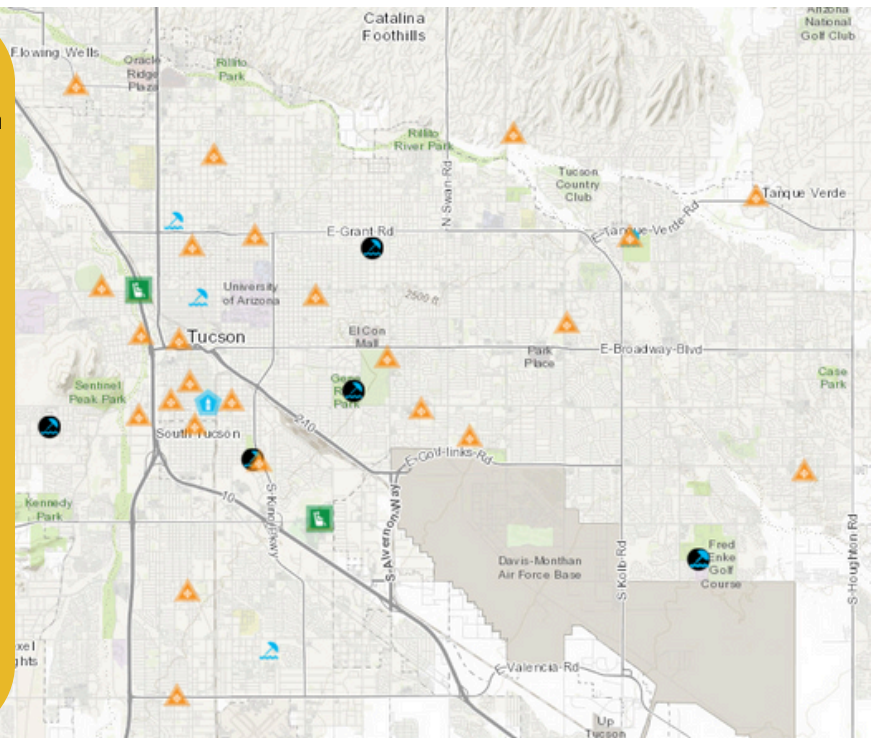 Catalina
Foothills
Arizona
National
Golf Club
Flowing Wells
Oracle
Ridge
Plaza
Rillito
Park
Rillito
River Park
N Swan Rd
Tucson
Country
Club
Tanque Verde
E-Tanque-Verde-Rd
E-Grant Rd
University
of Arizona
2500 ft
El Con
Mall
Tucson
Park
Place
E-Broadway-Blvd
Case
Park
Sentinel
Peak Park
Gene
Park
210
South Tucson
E-Golf-links-Rd
10
Kennedy
Park
S-Kino-Pkwy
S-Alvernon-Way
Davis-Monthan
Air Force Base
S Kolb-Rd
Fred
Enke
Golf
Course
S-Houghton-Rd
E-Valencia-Rd
Up
Tucson